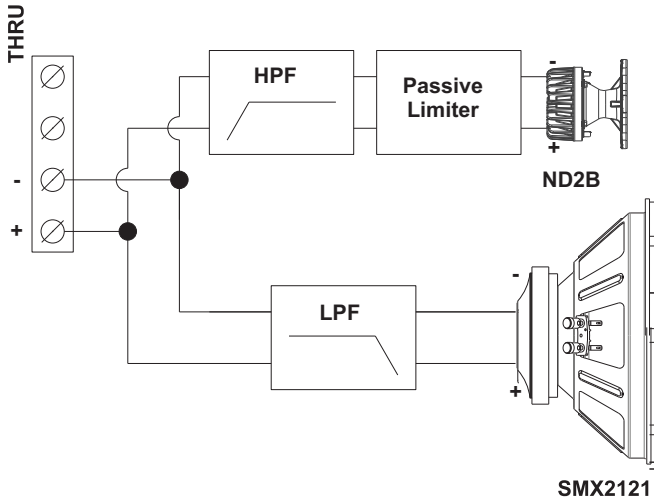 THRU
HPF
Passive
Limiter
-
+
ND2B
-
+
LPF
-
+
SMX2121